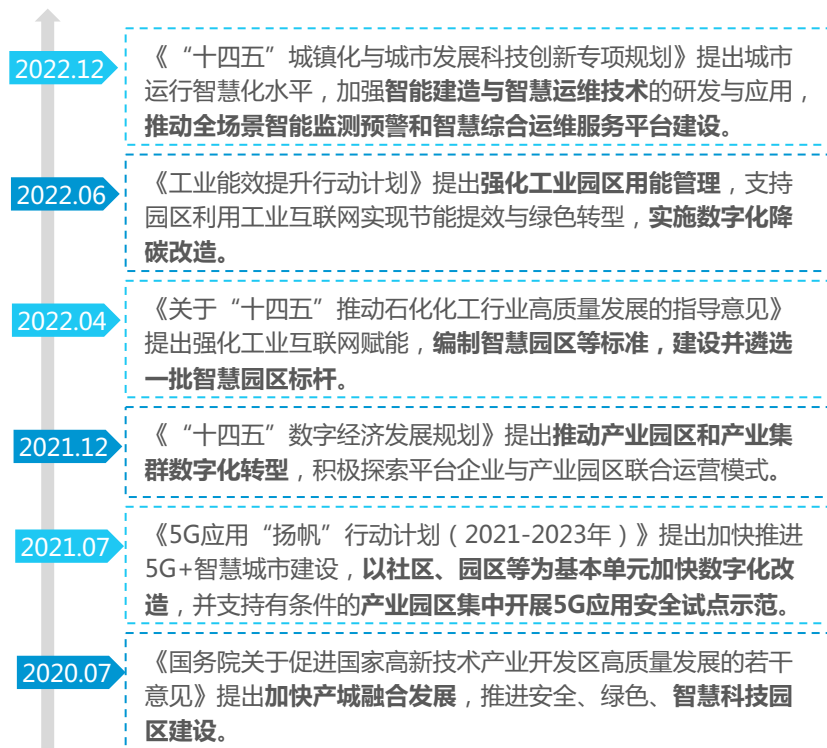 2022.12
《“十四五”城镇化与城市发展科技创新专项规划》提出城市
运行智慧化水平，加强智能建造与智慧运维技术的研发与应用，
推动全场景智能监测预警和智慧综合运维服务平台建设。
2022.06
《工业能效提升行动计划》提出强化工业园区用能管理，支持
园区利用工业互联网实现节能提效与绿色转型，实施数字化降
碳改造。
2022.04
《关于“十四五”推动石化化工行业高质量发展的指导意见》
提出强化工业互联网赋能，编制智慧园区等标准，建设并遴选
一批智慧园区标杆。
2021.12
《“十四五”数字经济发展规划》提出推动产业园区和产业集
群数字化转型，积极探索平台企业与产业园区联合运营模式。
2021.07
《5G应用“扬帆”行动计划（2021-2023年）》提出加快推进
5G+智慧城市建设，以社区、园区等为基本单元加快数字化改
造，并支持有条件的产业园区集中开展5G应用安全试点示范。
2020.07
《国务院关于促进国家高新技术产业开发区高质量发展的若干
意见》提出加快产城融合发展，推进安全、绿色、智慧科技园
区建设。